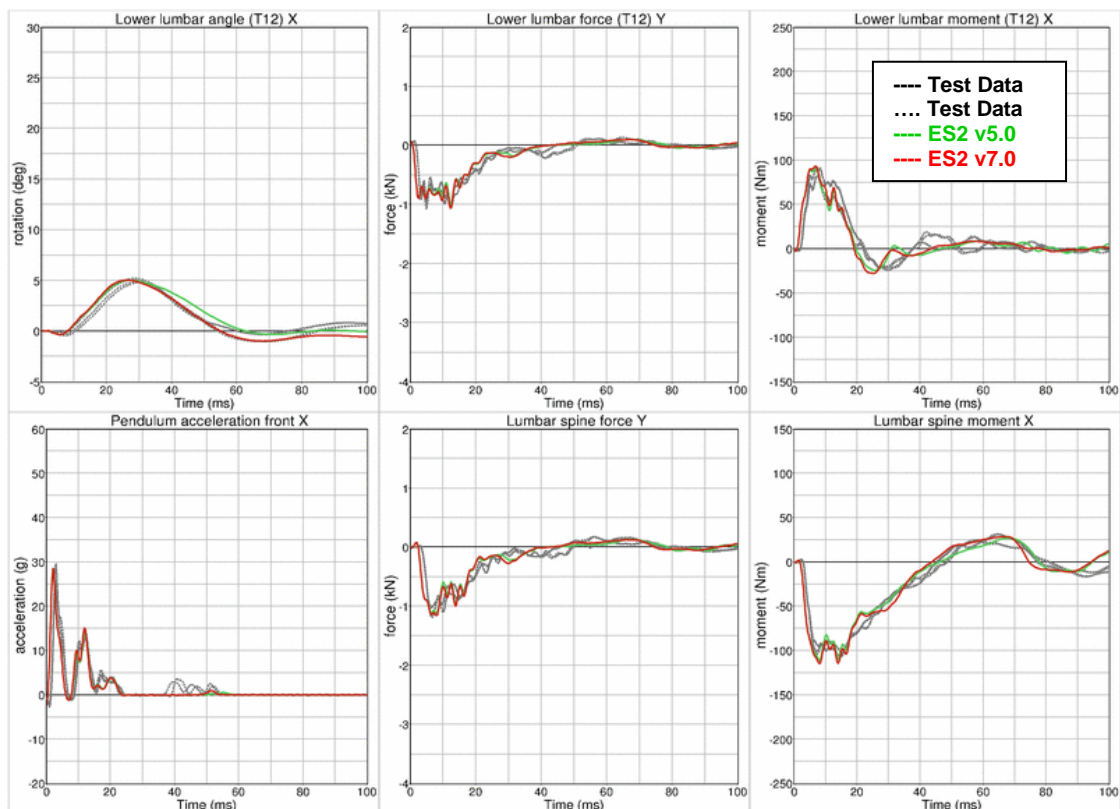 Lower lumbar angle (T12) X
30
25
20
15
10
5
0
-5
rotation (deg)
0 20 40 60 80 100
Time (ms)
Lower lumbar force (T12) Y
2
1
0
-1
-2
-3
-4
force (kN)
0 20 40 60 80 100
Time (ms)
Lower lumbar moment (T12) X
250
200
150
100
50
0
-50
-100
-150
moment (Nm)
0 20 40 60 80 100
Time (ms)
---- Test Data
.... Test Data
---- ES2 v5.0
---- ES2 v7.0
Pendulum acceleration front X
60
50
40
30
20
10
0
-10
-20
acceleration (g)
0 20 40 60 80 100
Time (ms)
Lumbar spine force Y
2
1
0
-1
-2
-3
-4
force (kN)
0 20 40 60 80 100
Time (ms)
Lumbar spine moment X
150
100
50
0
-50
-100
-150
-200
-250
moment (Nm)
0 20 40 60 80 100
Time (ms)